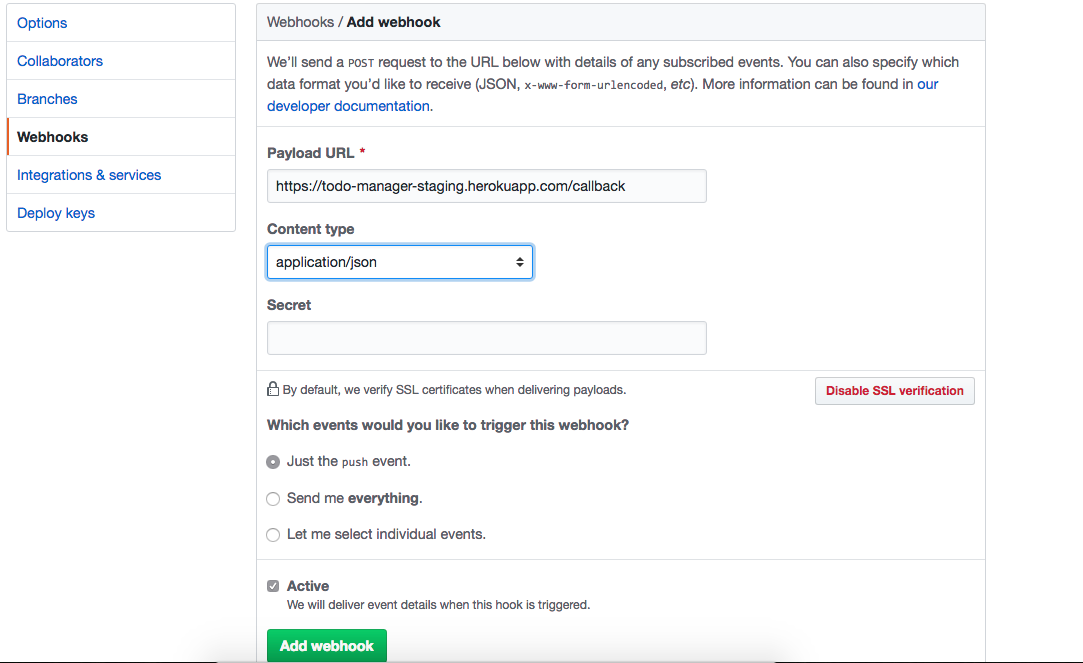 Options
Collaborators
Branches
Webhooks
Integrations & services
Deploy keys
Webhooks / Add webhook
We’ll send a POST request to the URL below with details of any subscribed events. You can also specify which
data format you’d like to receive (JSON, x-www-form-urlencoded, etc). More information can be found in our
developer documentation.
Payload URL *
https://todo-manager-staging.herokuapp.com/callback
Content type
application/json
Secret
By default, we verify SSL certificates when delivering payloads.
Disable SSL verification
Which events would you like to trigger this webhook?
Just the push event.
Send me everything.
Let me select individual events.
Active
We will deliver event details when this hook is triggered.
Add webhook